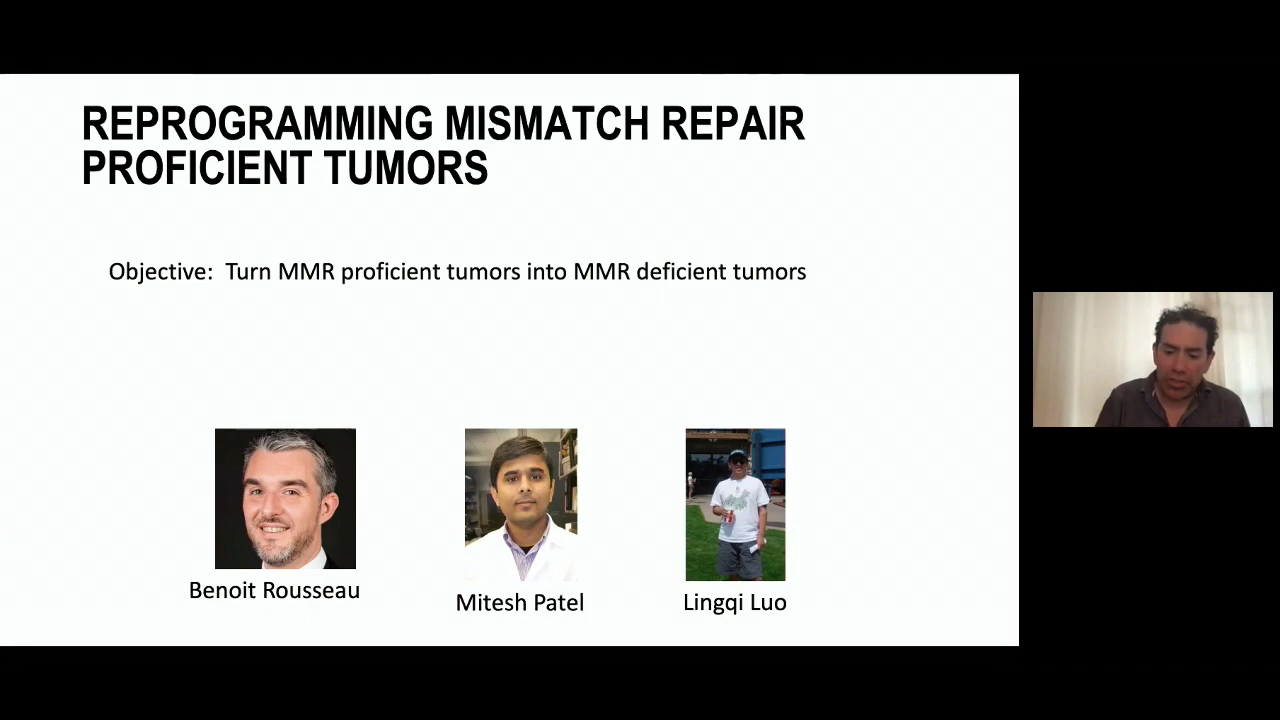 REPROGRAMMING MISMATCH REPAIR
PROFICIENT TUMORS
Objective: Turn MMR proficient tumors into MMR deficient tumors
Benoit Rousseau
Mitesh Patel
Lingqi Luo